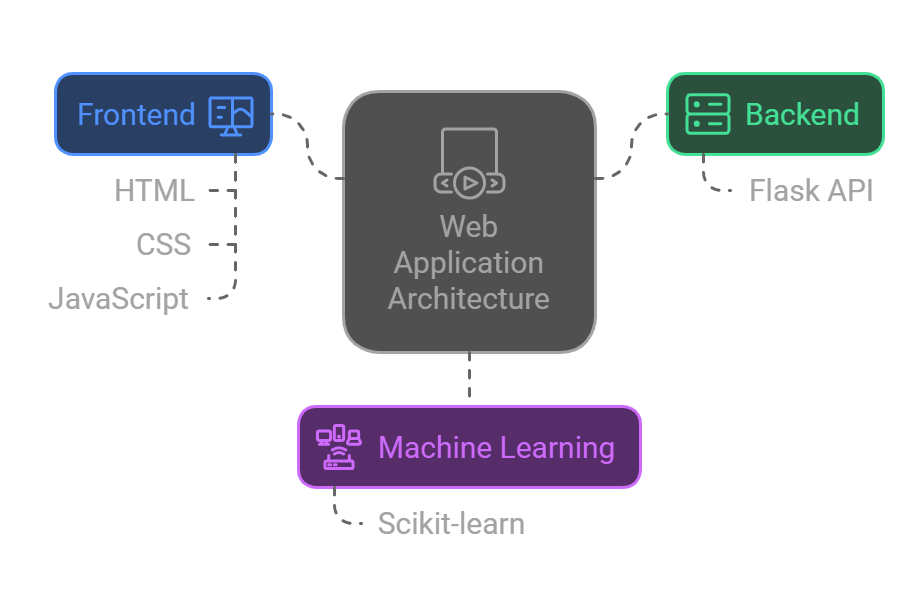 Frontend
HTML
CSS
JavaScript
Web
Application
Architecture
Backend
Flask API
Machine Learning
Scikit-learn